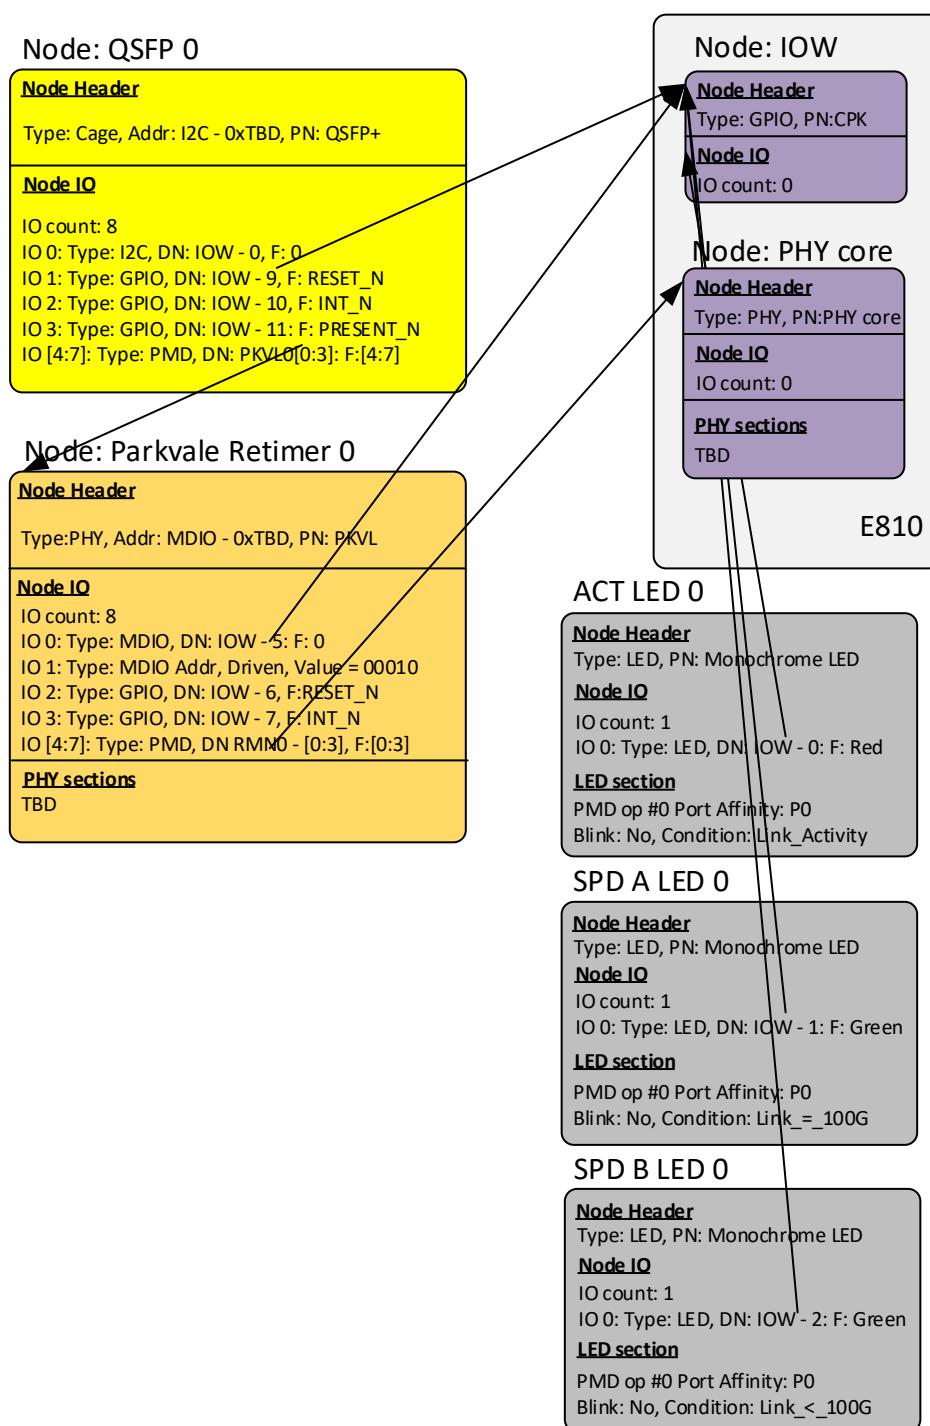 Node: QSFP 0
Node Header
Type: Cage, Addr: I2C - 0xTBD, PN: QSFP+
Node IO
IO count: 8
IO 0: Type: I2C, DN: IOW - 0, F: 0
IO 1: Type: GPIO, DN: IOW - 9, F: RESET_N
IO 2: Type: GPIO, DN: IOW - 10, F: INT_N
IO 3: Type: GPIO, DN: IOW - 11: F: PRESENT_N
IO [4:7]: Type: PMD, DN: PKVL0[0:3]: F:[4:7]
Node: Parkvale Retimer 0
Node Header
Type:PHY, Addr: MDIO - 0xTBD, PN: PKVL
Node IO
IO count: 8
IO 0: Type: MDIO, DN: IOW - 5: F: 0
IO 1: Type: MDIO Addr, Driven, Value = 00010
IO 2: Type: GPIO, DN: IOW - 6, F:RESET_N
IO 3: Type: GPIO, DN: IOW - 7, F: INT_N
IO [4:7]: Type: PMD, DN RMN0 - [0:3], F:[0:3]
PHY sections
TBD
Node: IOW
Node Header
Type: GPIO, PN:CPK
Node IO
IO count: 0
Node: PHY core
Node Header
Type: PHY, PN:PHY core
Node IO
IO count: 0
PHY sections
TBD
E810
ACT LED 0
Node Header
Type: LED, PN: Monochrome LED
Node IO
IO count: 1
IO 0: Type: LED, DN: IOW - 0: F: Red
LED section
PMD op #0 Port Affinity: P0
Blink: No, Condition: Link_Activity
SPD A LED 0
Node Header
Type: LED, PN: Monochrome LED
Node IO
IO count: 1
IO 0: Type: LED, DN: IOW - 1: F: Green
LED section
PMD op #0 Port Affinity: P0
Blink: No, Condition: Link_=_100G
SPD B LED 0
Node Header
Type: LED, PN: Monochrome LED
Node IO
IO count: 1
IO 0: Type: LED, DN: IOW - 2: F: Green
LED section
PMD op #0 Port Affinity: P0
Blink: No, Condition: Link_<_100G